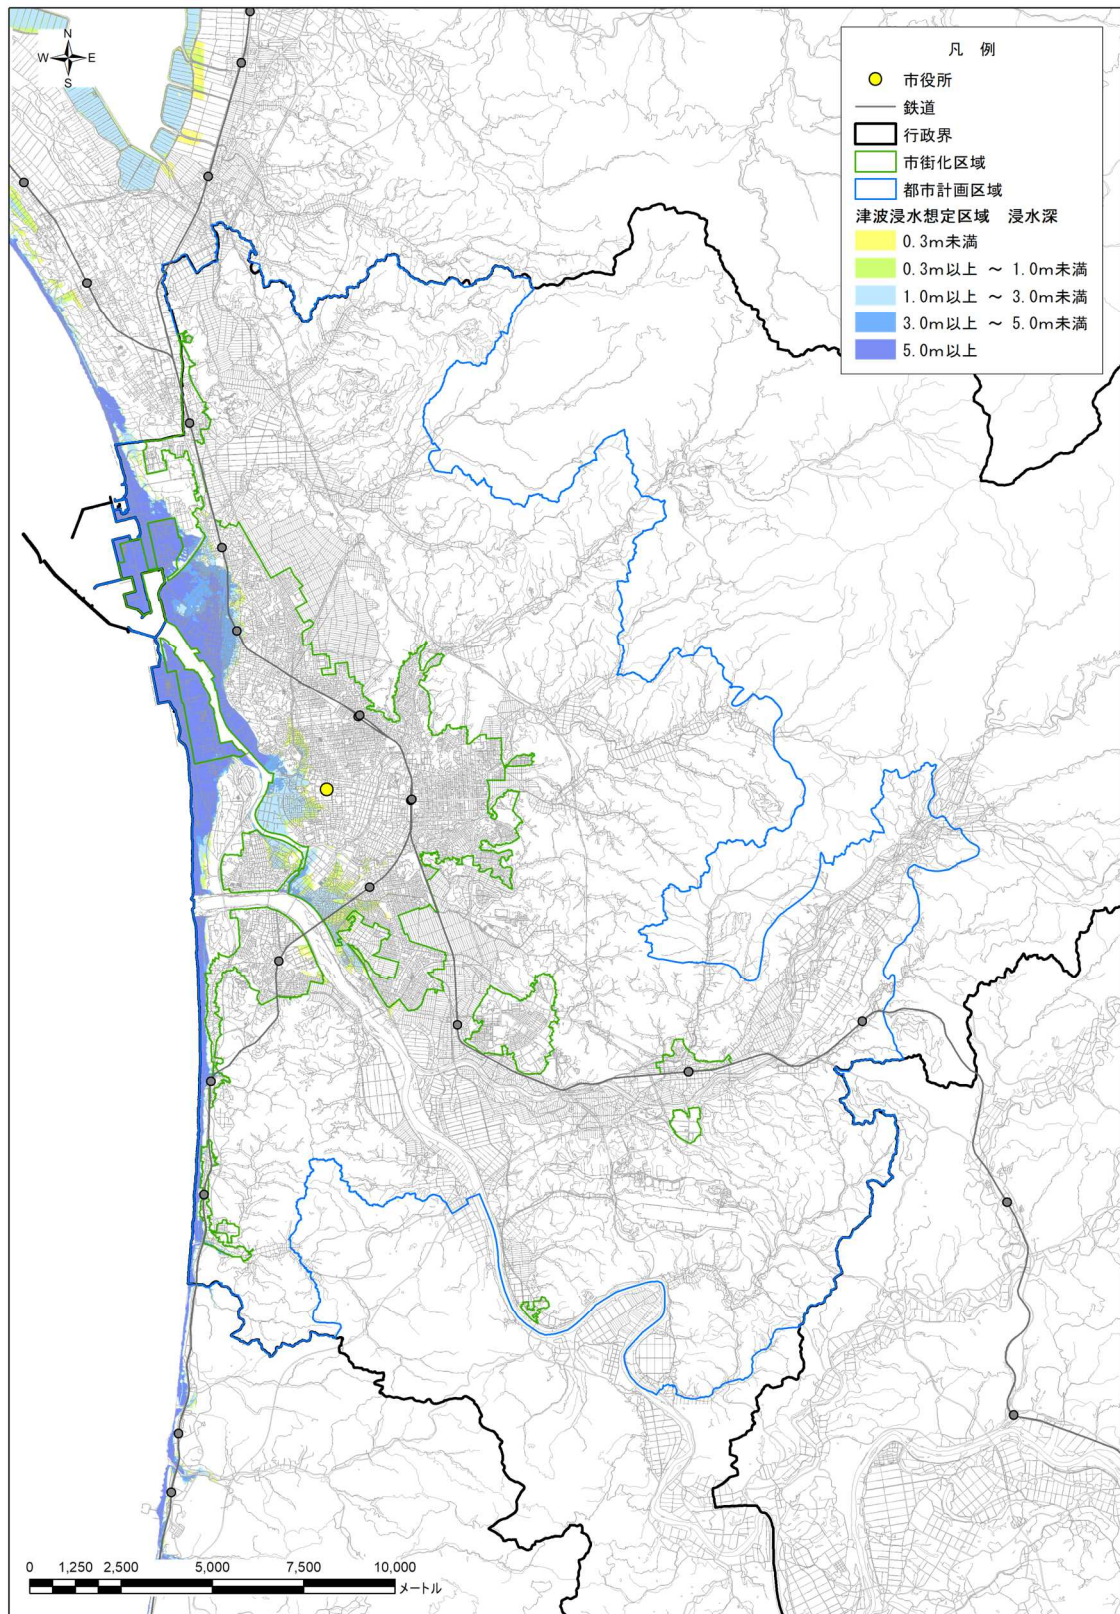 N
W E
S
凡 例
市役所
鉄道
行政界
市街化区域
都市計画区域
津波浸水想定区域 浸水深
0.3m未満
0.3m以上 ～ 1.0m未満
1.0m以上 ～ 3.0m未満
3.0m以上 ～ 5.0m未満
5.0m以上
0 1,250 2,500 5,000 7,500 10,000
メートル